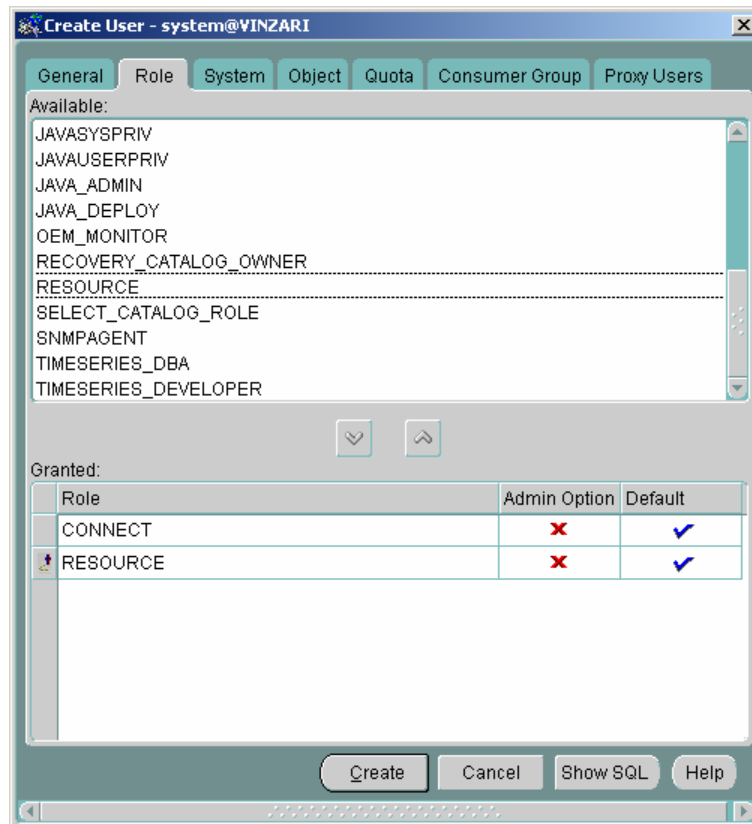 Create User - system@VINZARI
General Role System Object Quota Consumer Group Proxy Users
Available:
JAVASYSPRIV
JAVAUSERPRIV
JAVA_ADMIN
JAVA_DEPLOY
OEM_MONITOR
RECOVERY_CATALOG_OWNER
RESOURCE
SELECT_CATALOG_ROLE
SNMPAGENT
TIMESERIES_DBA
TIMESERIES_DEVELOPER
Granted:
Role Admin Option Default
CONNECT
RESOURCE
Create Cancel Show SQL Help